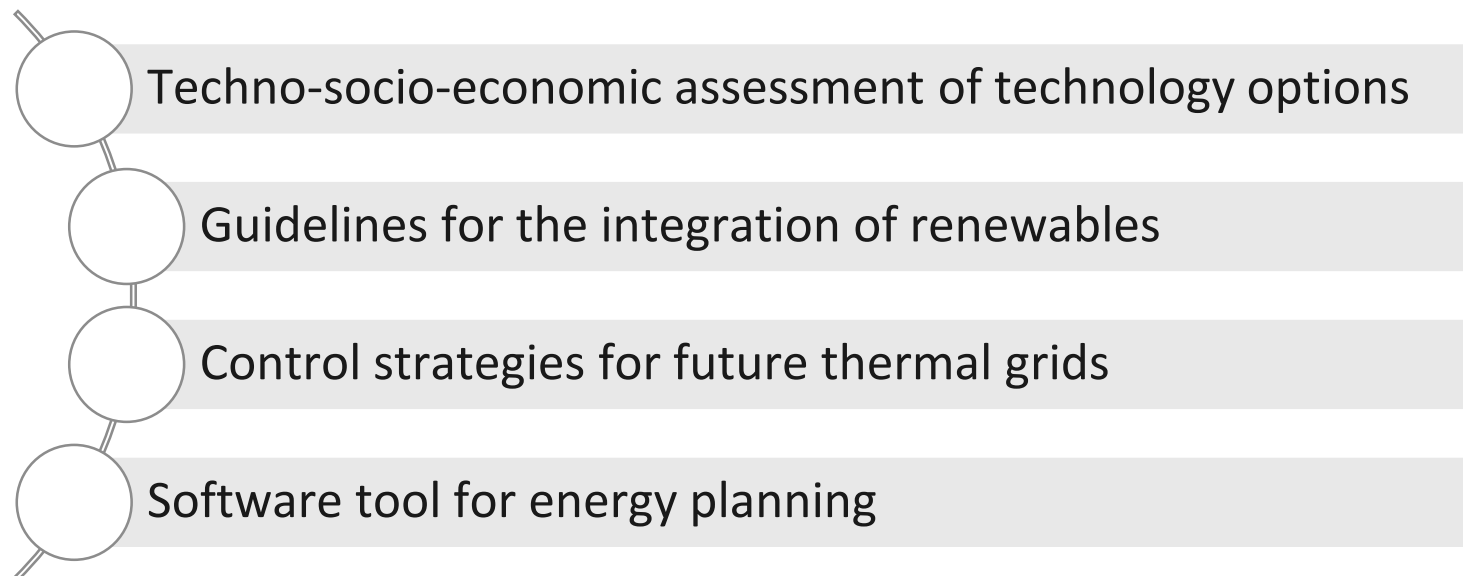 Techno-socio-economic assessment of technology options
Guidelines for the integration of renewables
Control strategies for future thermal grids
Software tool for energy planning